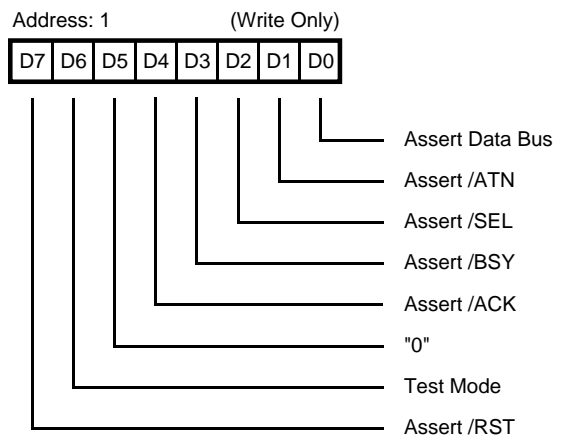 Address: 1 (Write Only)
D7 D6 D5 D4 D3 D2 D1 D0
Assert Data Bus
Assert /ATN
Assert /SEL
Assert /BSY
Assert /ACK
"0"
Test Mode
Assert /RST